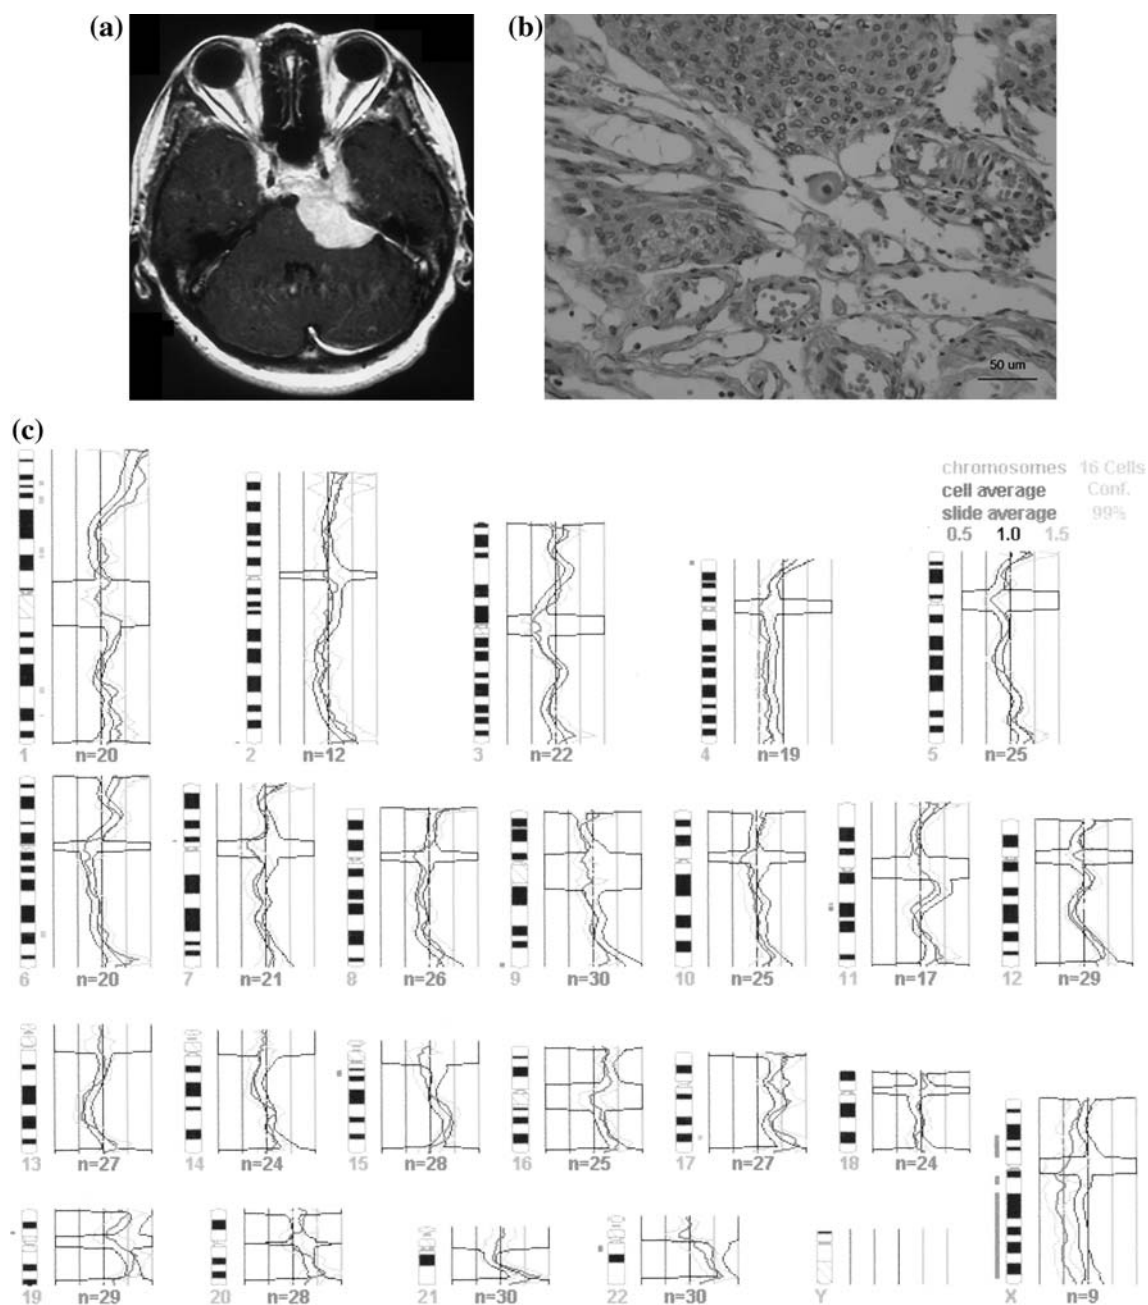 (a)
(b)
50 um
(c)
chromosomes 16 Cells
cell average Conf.
slide average 99%
0.5 1.0 1.5
1 n=20
2 n=12
3 n=22
4 n=19
5 n=25
6 n=20
7 n=21
8 n=26
9 n=30
10 n=25
11 n=17
12 n=29
13 n=27
14 n=24
15 n=28
16 n=25
17 n=27
18 n=24
19 n=29
20 n=28
21 n=30
22 n=30
Y
X n=9